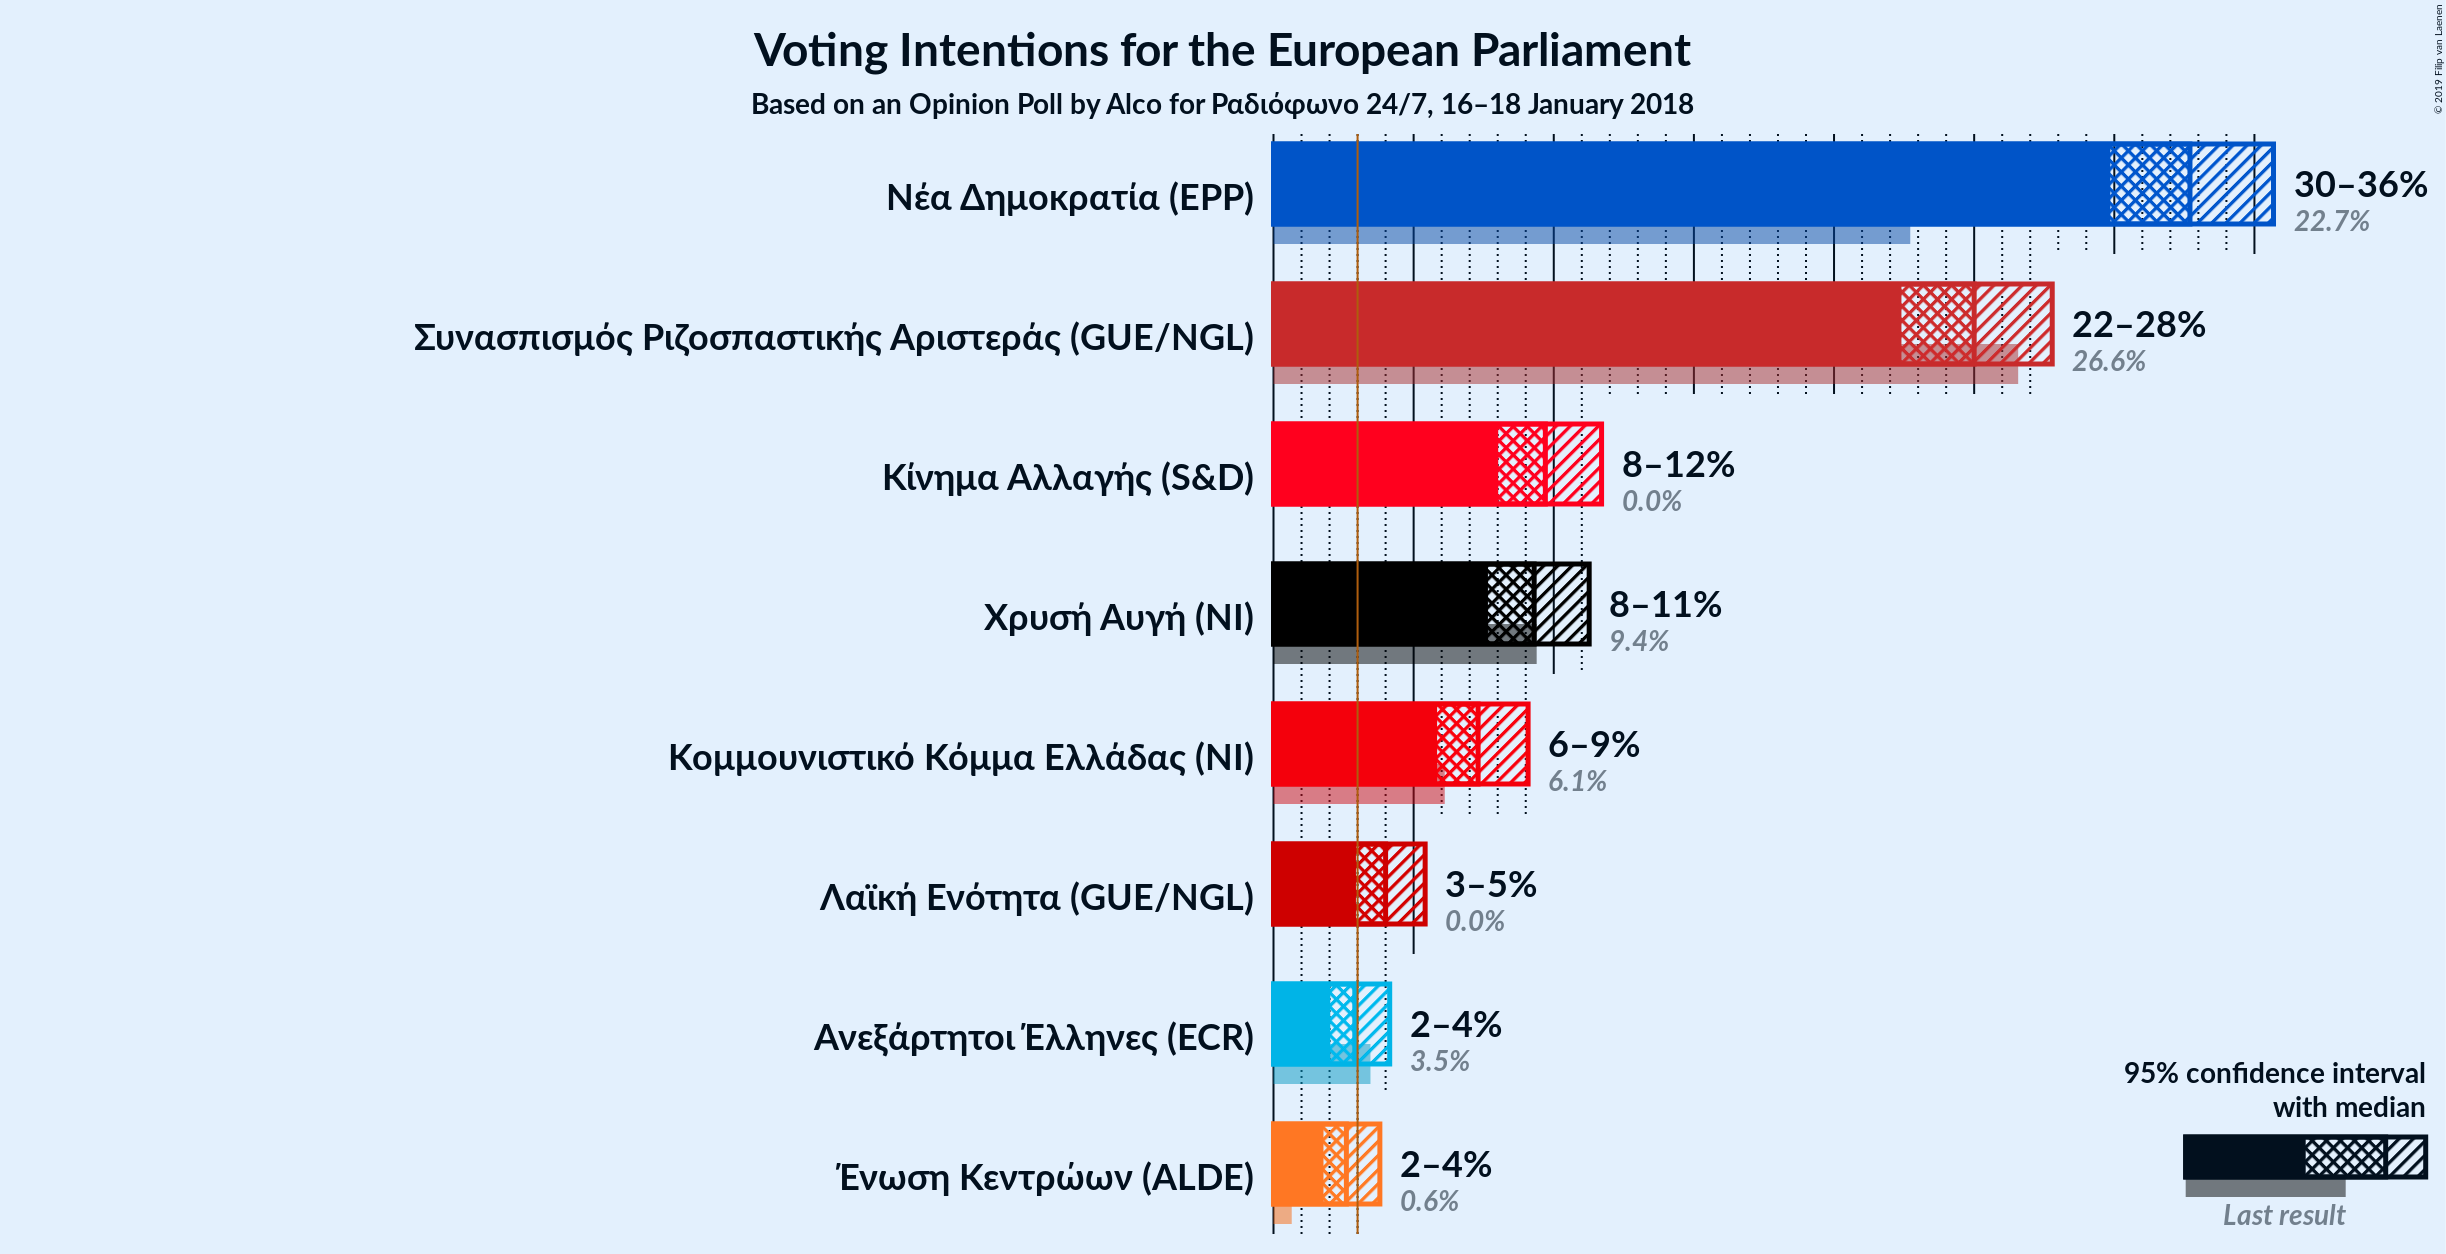 Voting Intentions for the European Parliament
Based on an Opinion Poll by Alco for Ραδιόφωνο 24/7, 16–18 January 2018
© 2019 Filip van Laenen
Νέα Δημοκρατία (EPP)
30–36%
22.7%
Συνασπισμός Ριζοσπαστικής Αριστεράς (GUE/NGL)
22–28%
26.6%
Κίνημα Αλλαγής (S&D)
8–12%
0.0%
Χρυσή Αυγή (NI)
8–11%
9.4%
Κομμουνιστικό Κόμμα Ελλάδας (NI)
6–9%
6.1%
Λαϊκή Ενότητα (GUE/NGL)
3–5%
0.0%
Ανεξάρτητοι Έλληνες (ECR)
2–4%
3.5%
Ένωση Κεντρώων (ALDE)
2–4%
0.6%
95% confidence interval
with median
Last result